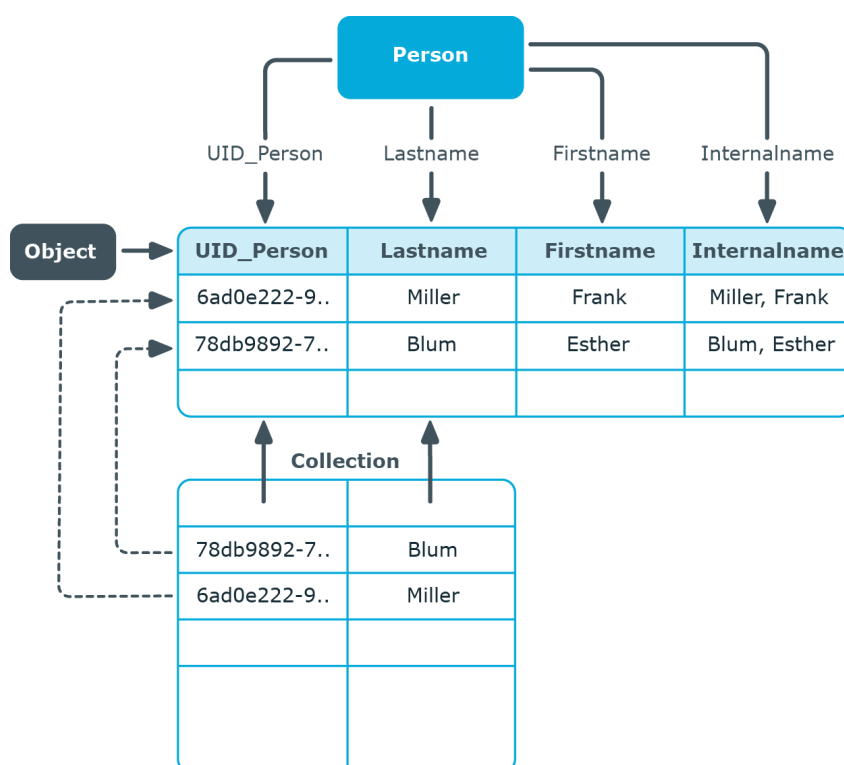 Person
UID_Person Lastname Firstname Internalname
Object
UID_Person Lastname Firstname Internalname
6ad0e222-9.. Miller Frank Miller, Frank
78db9892-7.. Blum Esther Blum, Esther
Collection
78db9892-7.. Blum
6ad0e222-9.. Miller